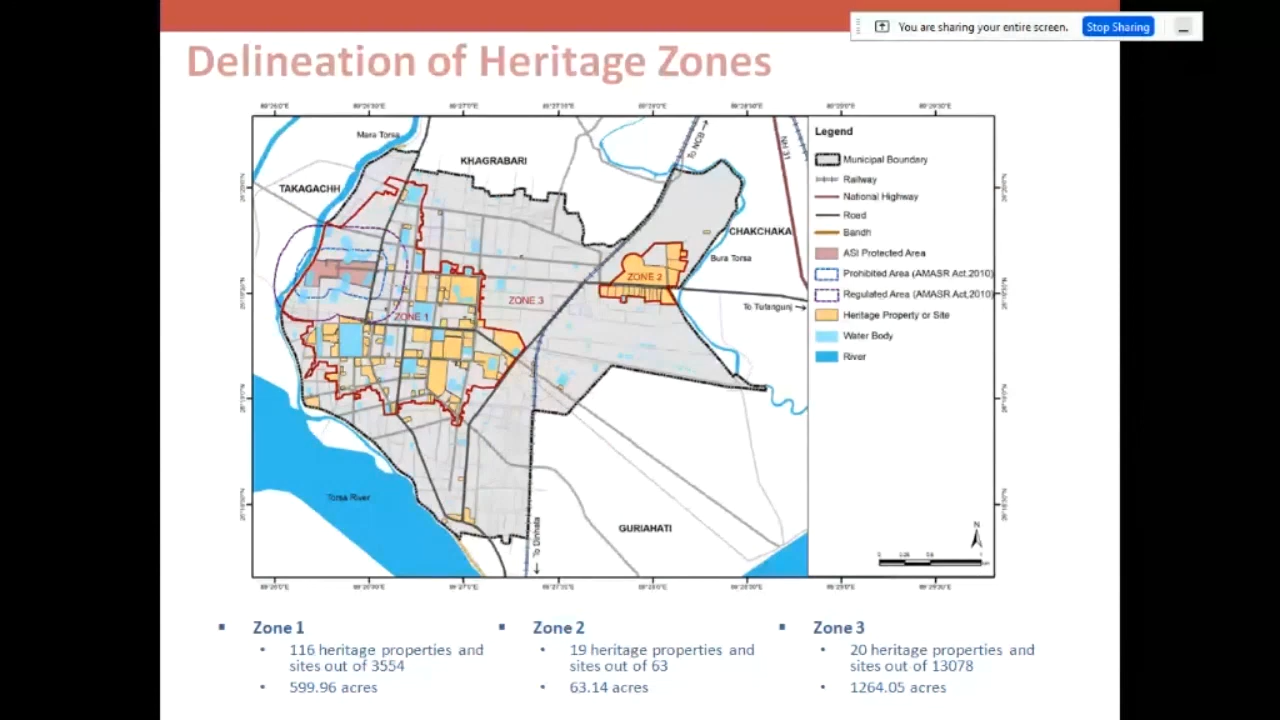 You are sharing your entire screen.
Stop Sharing
Delineation of Heritage Zones
Mara Torsa
KHAGRABARI
TAKAGACHH
To NCB
NH 31
CHAKCHAKA
Bura Torsa
ZONE 2
ZONE 3
ZONE 1
To Tufangunj
Torsa River
GURIAHATI
To Dinhata
Legend
Municipal Boundary
Railway
National Highway
Road
Bandh
ASI Protected Area
Prohibited Area (AMASR Act,2010)
Regulated Area (AMASR Act,2010)
Heritage Property or Site
Water Body
River
N
Zone 1
116 heritage properties and
sites out of 3554
599.96 acres
Zone 2
19 heritage properties and
sites out of 63
63.14 acres
Zone 3
20 heritage properties and
sites out of 13078
1264.05 acres